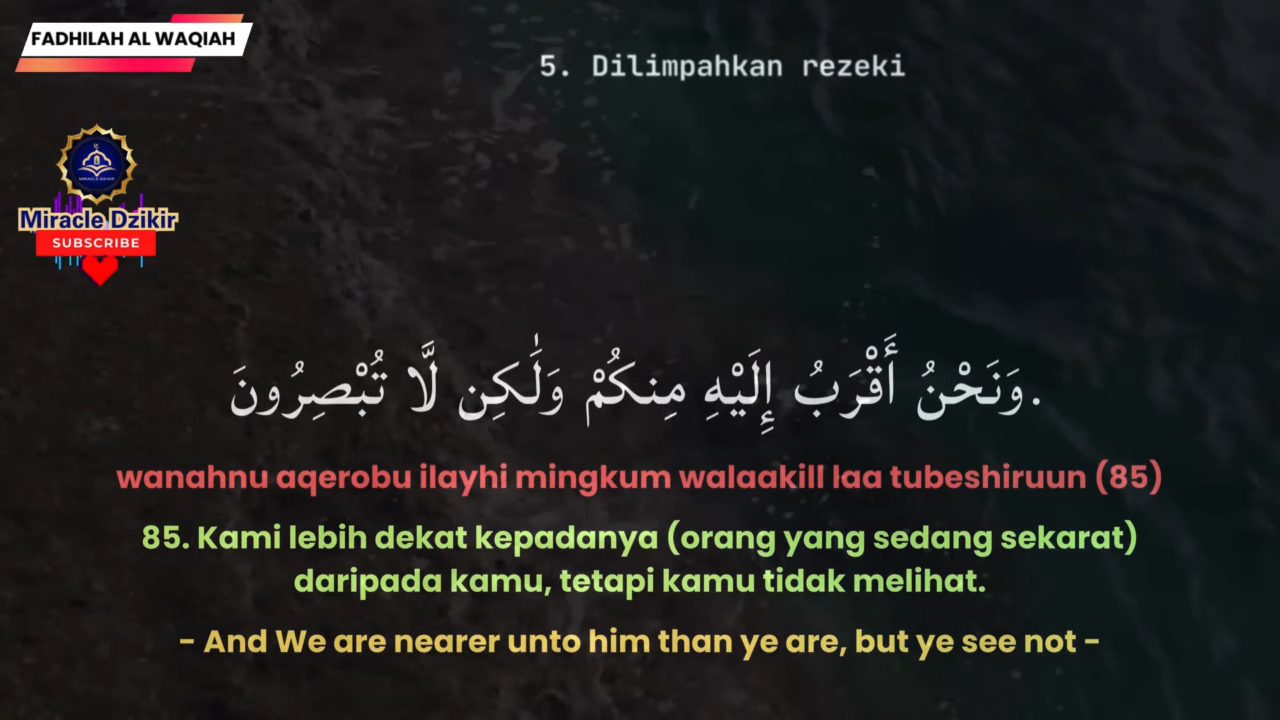 FADHILAH AL WAQIAH
5. Dilimpahkan rezeki
MIRACLE DZIKIR
Miracle Dzikir
SUBSCRIBE
وَنَحْنُ أَقْرَبُ إِلَيْهِ مِنكُمْ وَلَٰكِن لَّا تُبْصِرُونَ.
wanahnu aqerobu ilayhi mingkum walaakill laa tubeshiruun (85)
85. Kami lebih dekat kepadanya (orang yang sedang sekarat)
daripada kamu, tetapi kamu tidak melihat.
- And We are nearer unto him than ye are, but ye see not -